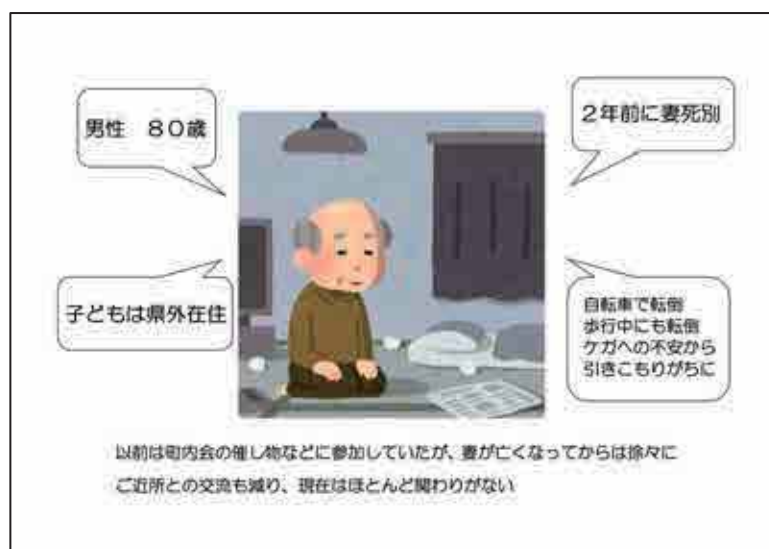 男性　８０歳
２年前に妻死別
子どもは県外在住
自転車で転倒
歩行中にも転倒
ケガへの不安から
引きこもりがちに
以前は町内会の催し物などに参加していたが、妻が亡くなってからは徐々に
ご近所との交流も減り、現在はほとんど関わりがない